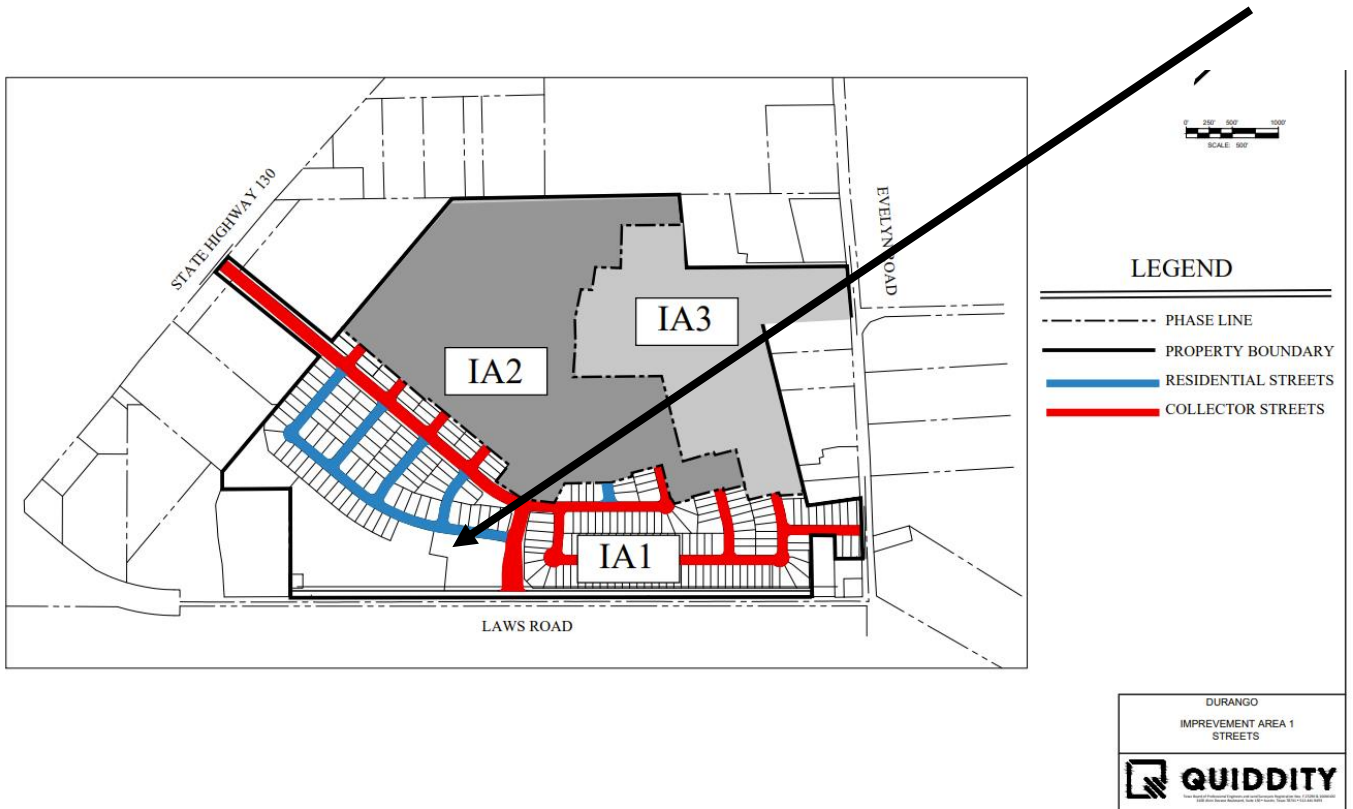 0' 250' 500' 1000'
SCALE: 500'
STATE HIGHWAY 130
EVELYN ROAD
LEGEND
IA3
PHASE LINE
PROPERTY BOUNDARY
IA2
RESIDENTIAL STREETS
COLLECTOR STREETS
IA1
LAWS ROAD
DURANGO
IMPREVEMENT AREA 1
STREETS
QUIDDITY